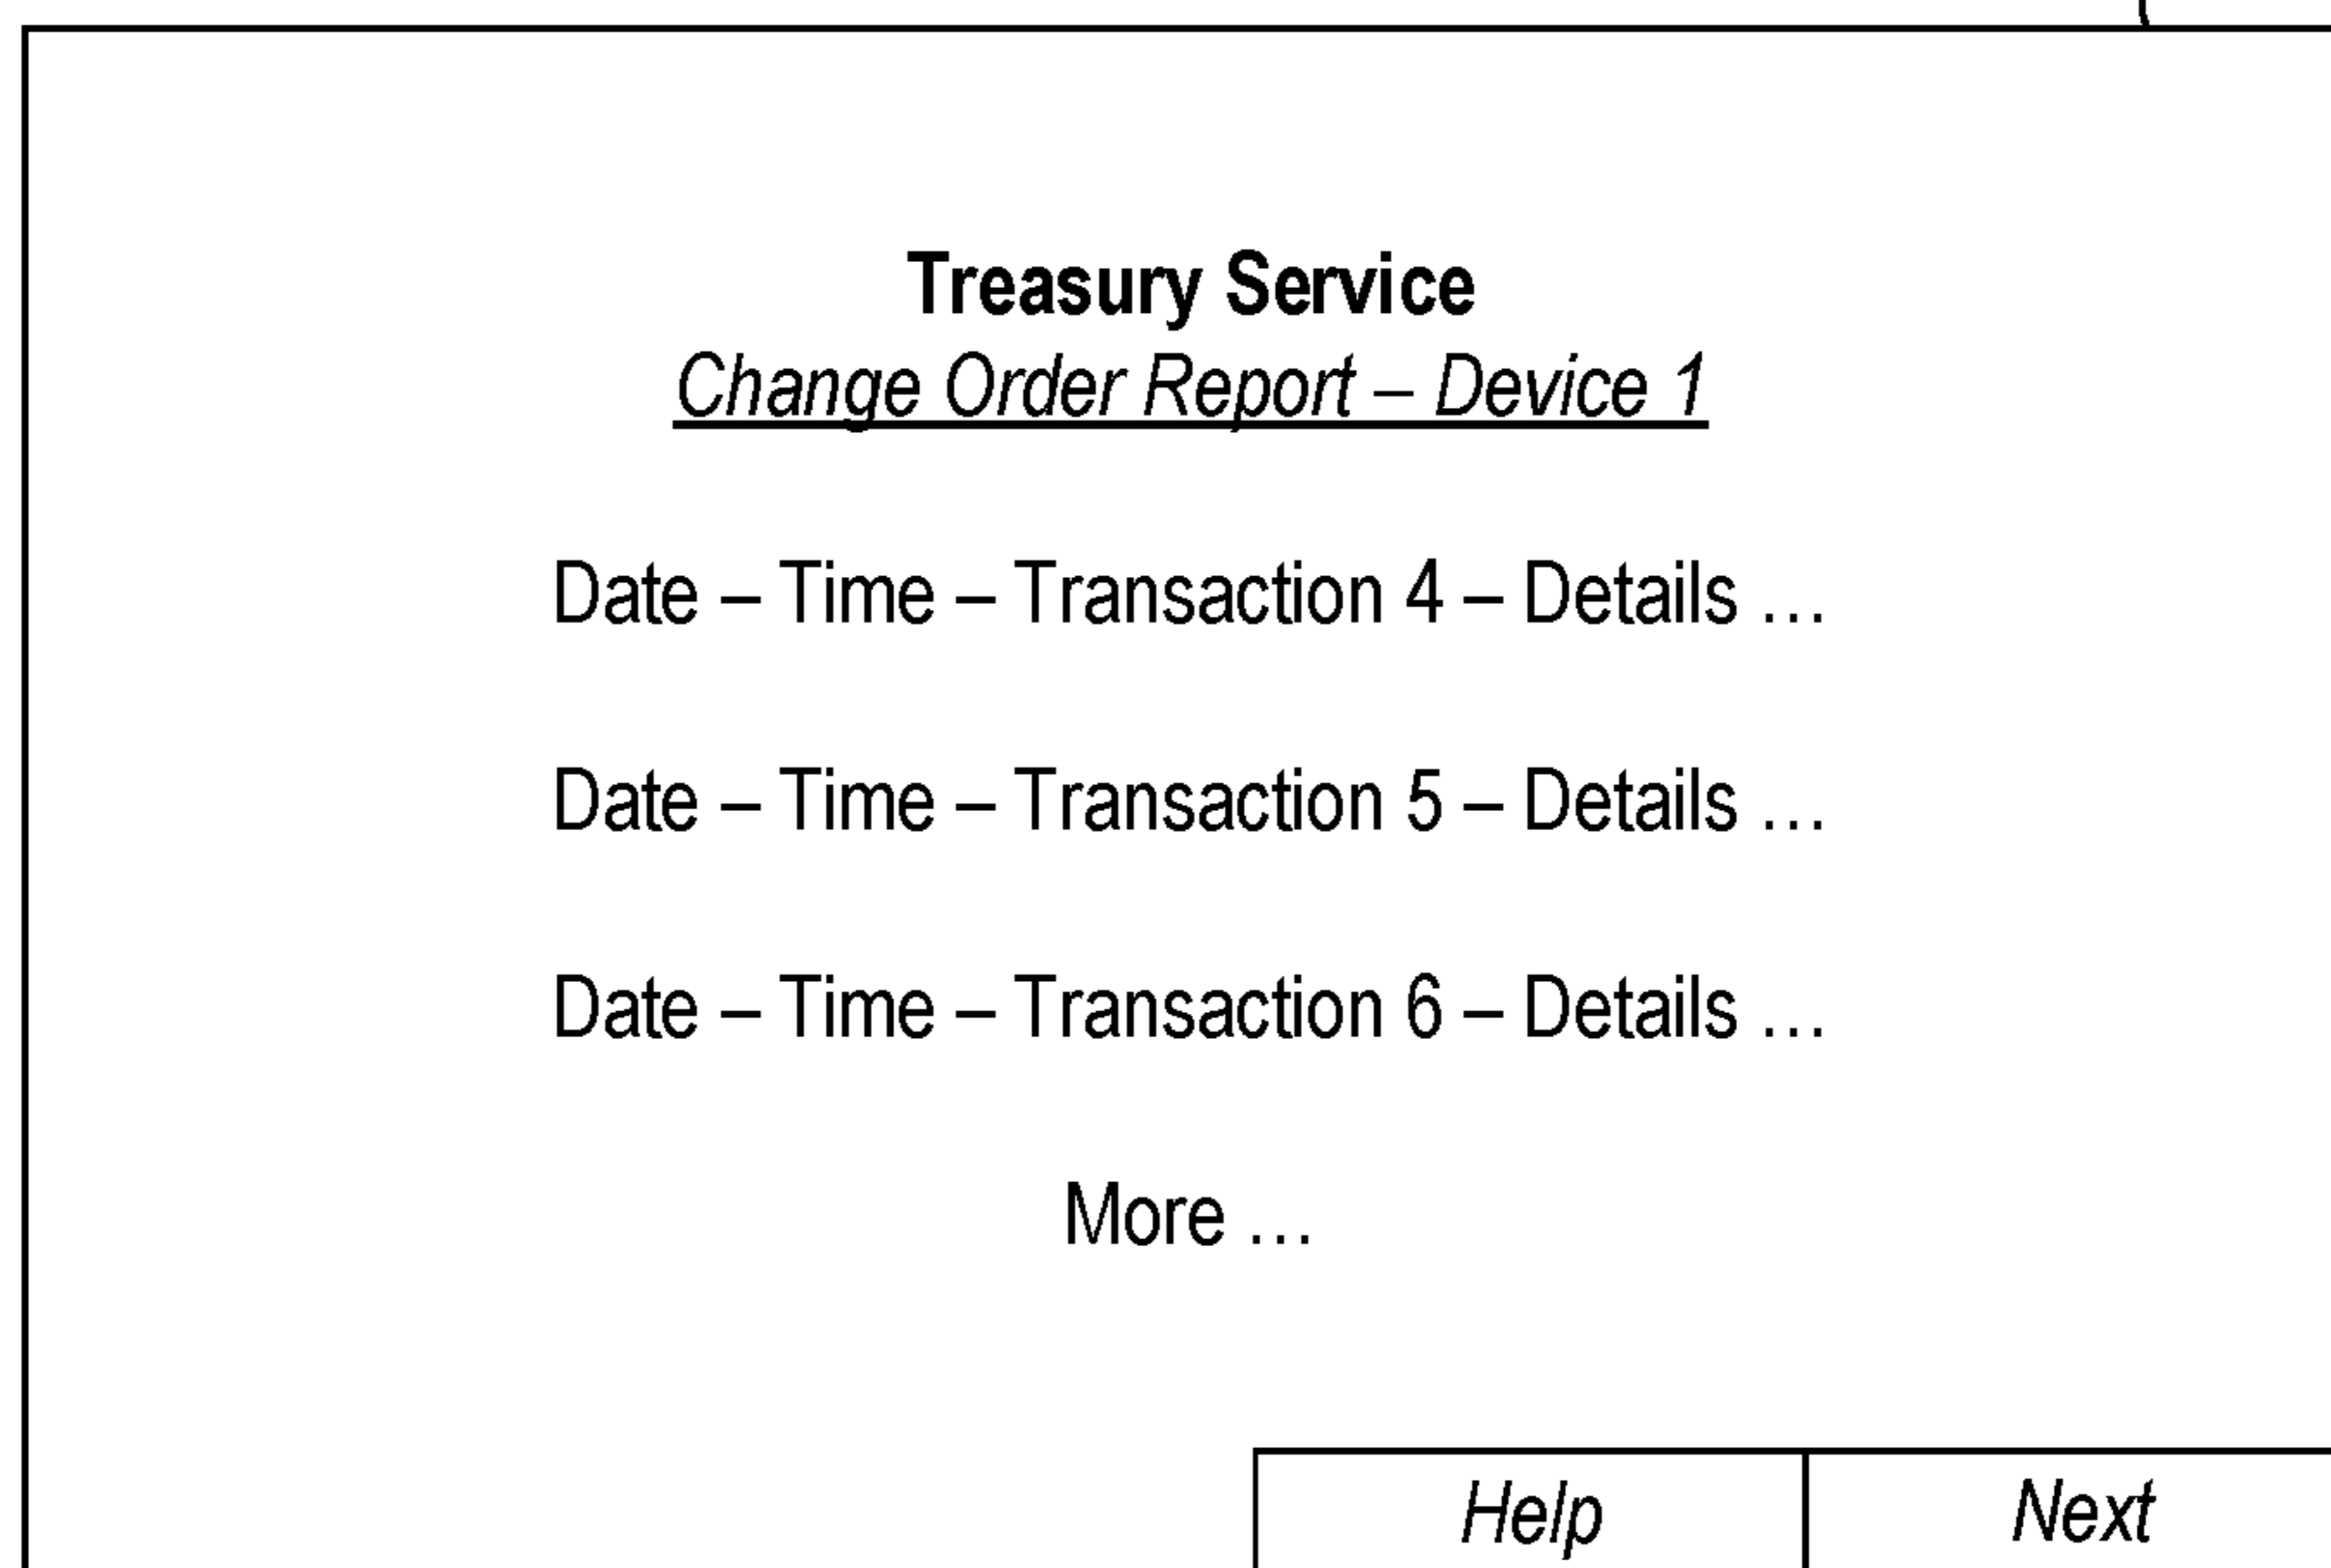 Treasury Service
Change Order Report – Device 1
Date – Time – Transaction 4 – Details ...
Date – Time – Transaction 5 – Details ...
Date – Time – Transaction 6 – Details ...
More ...
Help Next